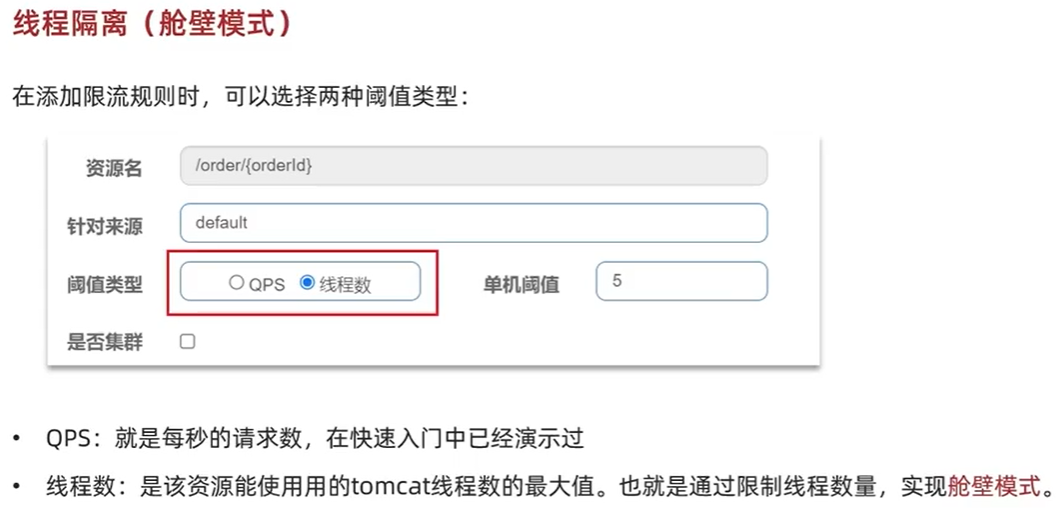 线程隔离（舱壁模式）
在添加限流规则时，可以选择两种阈值类型：
资源名 /order/{orderId}
针对来源 default
阈值类型 QPS 线程数 单机阈值 5
是否集群
• QPS：就是每秒的请求数，在快速入门中已经演示过
• 线程数：是该资源能使用用的tomcat线程数的最大值。也就是通过限制线程数量，实现舱壁模式。